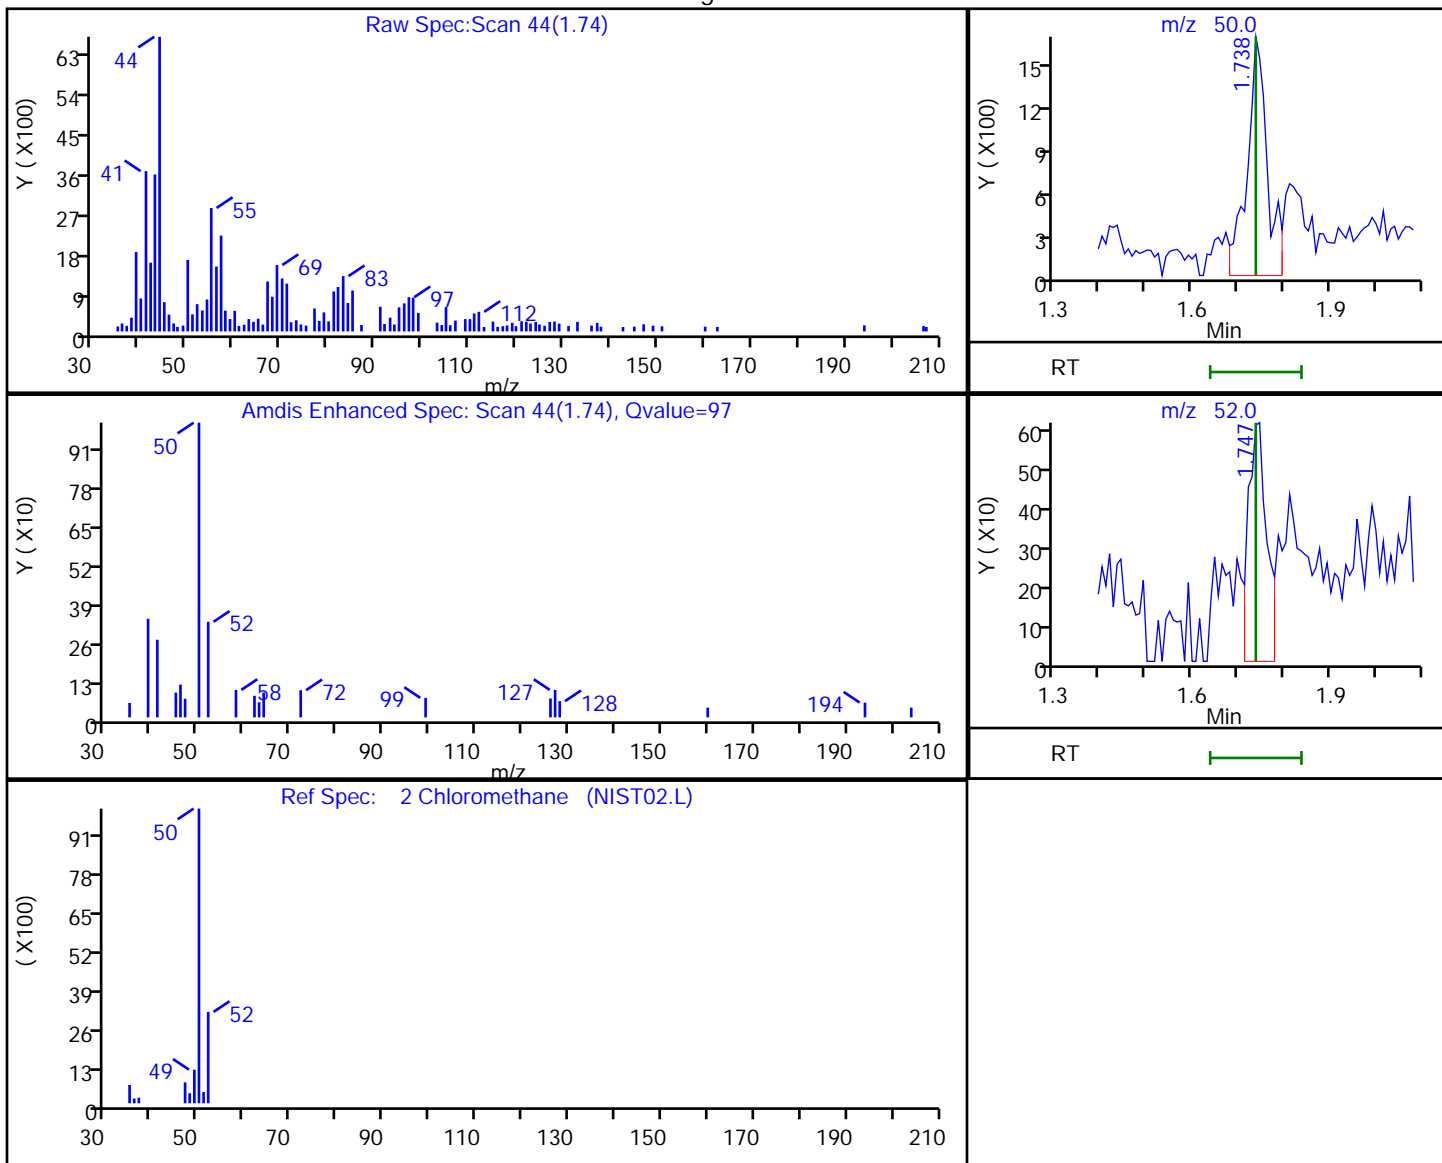 Raw Spec:Scan 44(1.74)
Y ( X100)
63
54
45
36
27
18
9
0
44
41
55
69
83
97
112
30 50 70 90 110 130 150 170 190 210
m/z
m/z 50.0
Y ( X100)
15
12
9
6
3
0
1.738
1.3 1.6 1.9
Min
RT
Amdis Enhanced Spec: Scan 44(1.74), Qvalue=97
Y ( X10)
91
78
65
52
39
26
13
0
50
52
58
72
99
127
128
194
30 50 70 90 110 130 150 170 190 210
m/z
m/z 52.0
Y ( X10)
60
50
40
30
20
10
0
1.747
1.3 1.6 1.9
Min
RT
Ref Spec: 2 Chloromethane (NIST02.L)
( X100)
91
78
65
52
39
26
13
0
50
52
49
30 50 70 90 110 130 150 170 190 210